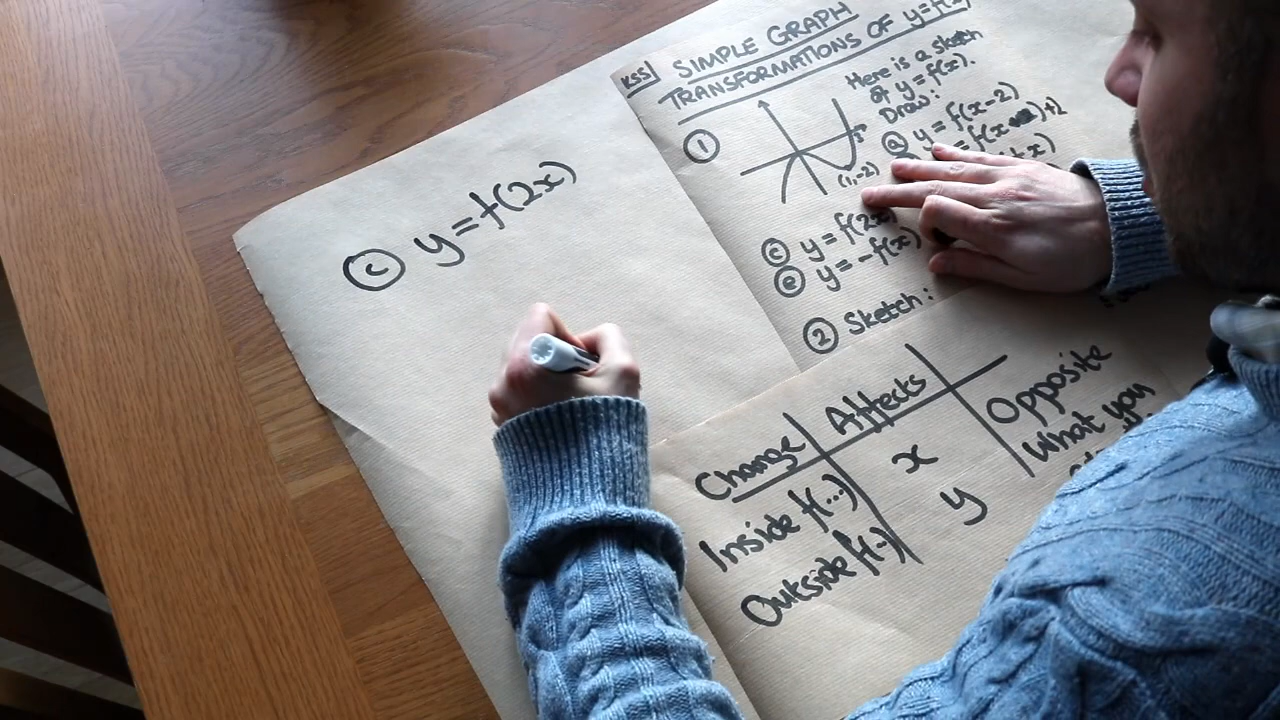 c y = f(2x)
KS5
SIMPLE GRAPH
TRANSFORMATIONS OF y=f(x)
1
Here is a sketch
of y = f(x).
Draw:
(1,-2)
a y = f(x-2)
= f(x )+2
c y = f(2x)
e y = -f(x)
2 Sketch:
Change Affects
Inside f(...) x Opposite
Outside f(..) y What you